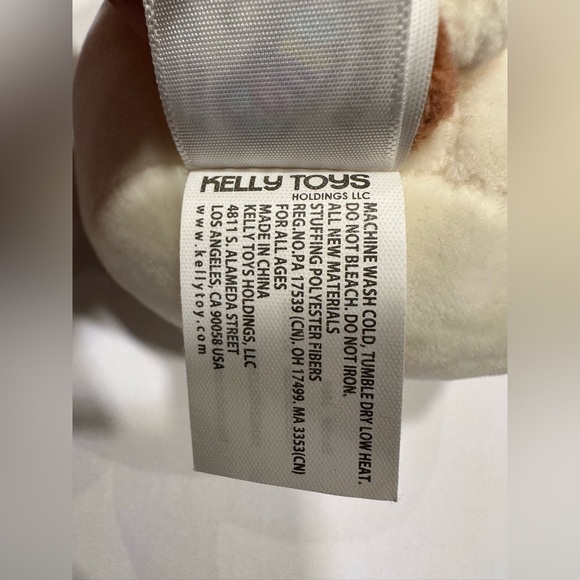 KELLY TOYS
HOLDINGS LLC
MACHINE WASH COLD, TUMBLE DRY LOW HEAT.
DO NOT BLEACH. DO NOT IRON.
ALL NEW MATERIALS
STUFFING POLYESTER FIBERS
REG.NO,PA 17539 (CN), OH 17499. MA 3353(CN)
FOR ALL AGES
MADE IN CHINA
KELLY TOYS HOLDINGS, LLC
4811 S. ALAMEDA STREET
LOS ANGELES, CA 90058 USA
www.kellytoy.com